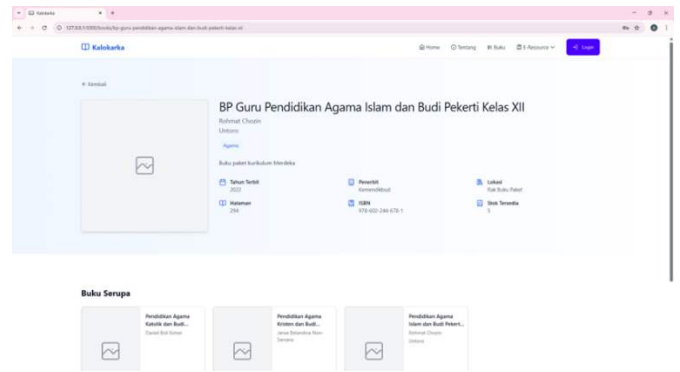 Kalokarka
127.0.0.1:8000/books/bp-guru-pendidikan-agama-islam-dan-budi-pekerti-kelas-xii
Kalokarka
Home Tentang Buku E-Resource Login
Kembali
BP Guru Pendidikan Agama Islam dan Budi Pekerti Kelas XII
Rohmat Chozin
Untoro
Agama
Buku paket kurikulum Merdeka
Tahun Terbit Penerbit Lokasi
2022 Kemendikbud Rak Buku Paket
Halaman ISBN Stok Tersedia
294 978-602-244-678-1 5
Buku Serupa
Pendidikan Agama Pendidikan Agama Pendidikan Agama
Katolik dan Budi... Kristen dan Budi... Islam dan Budi Pekerti...
Daniel Boli Kotan Rohmat Chozin
Untoro